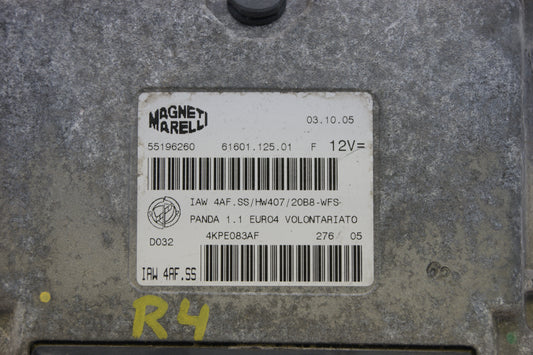 MAGNETI
MARELLI
03.10.05
55196260 61601.125.01 F 12V=
IAW 4AF.SS/HW407/20B8-WFS-
PANDA 1.1 EURO4 VOLONTARIATO
D032 4KPE083AF 276 05
IAW 4AF.SS
R4